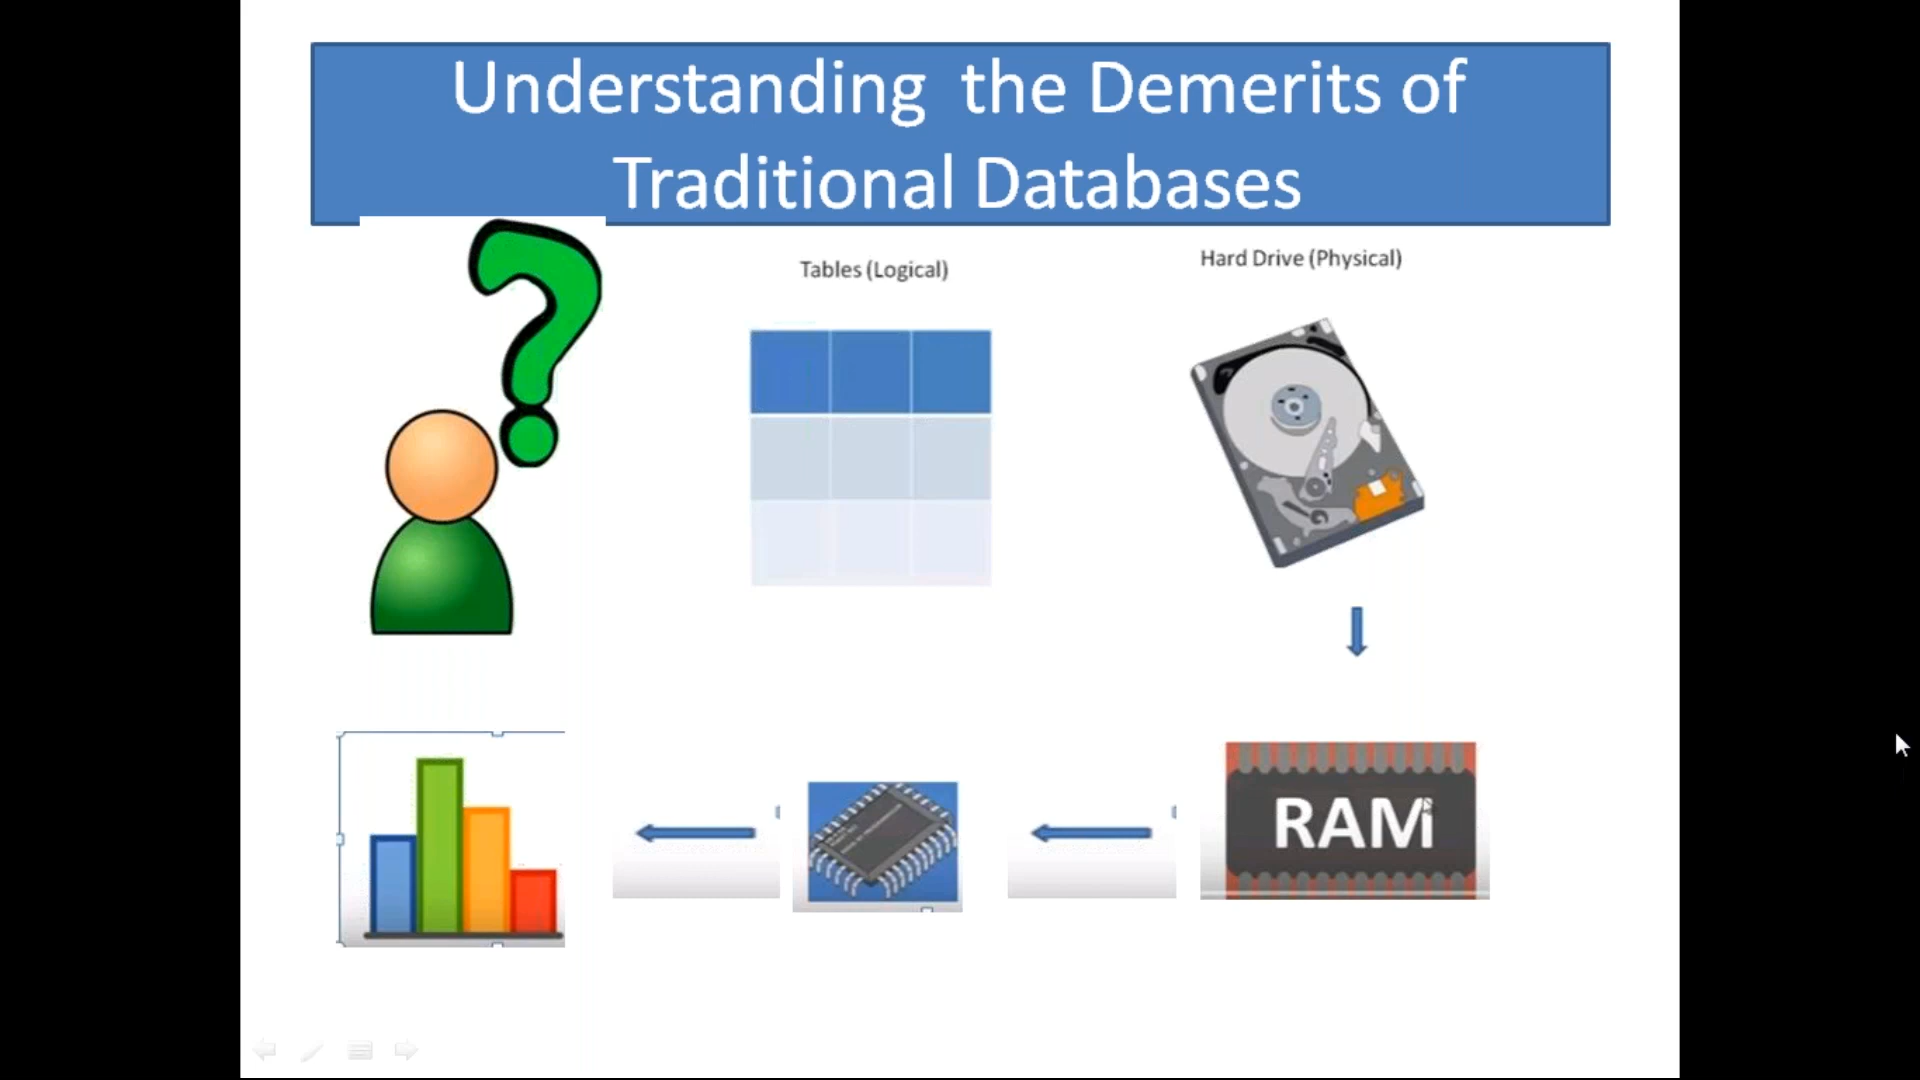 Understanding the Demerits of
Traditional Databases
Tables (Logical)
Hard Drive (Physical)
RAM